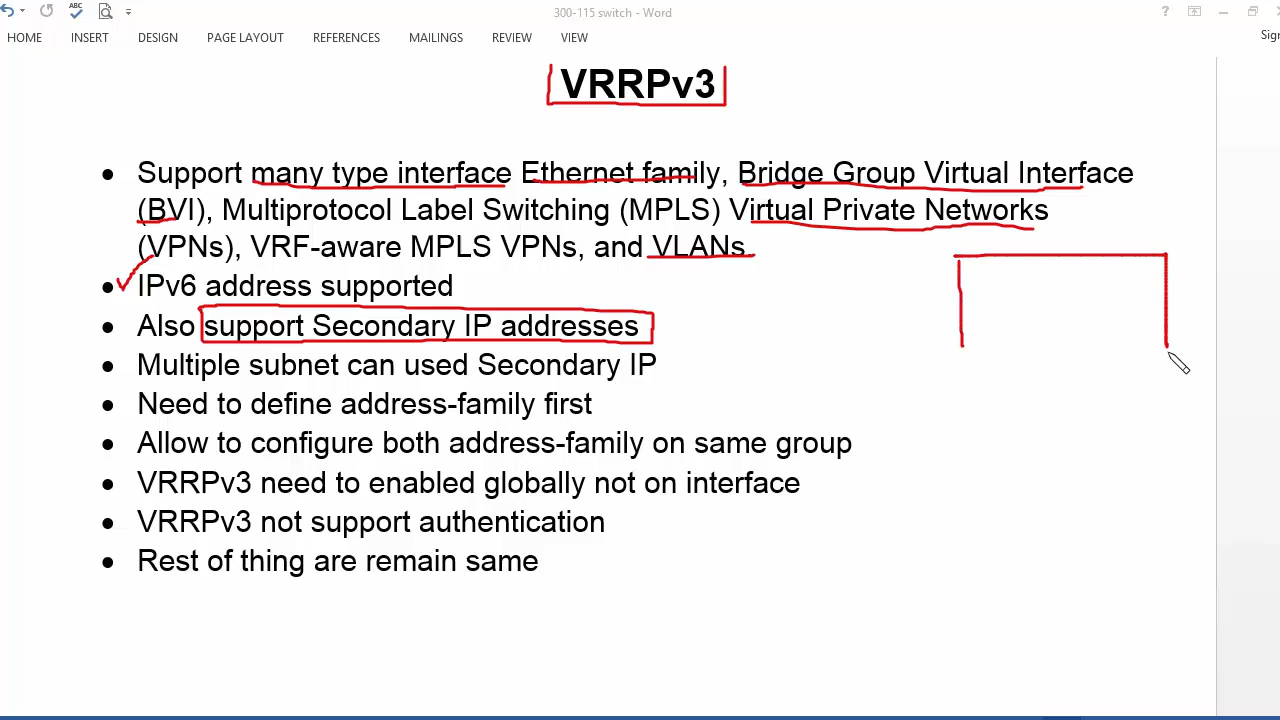 ABC
300-115 switch - Word
?
HOME INSERT DESIGN PAGE LAYOUT REFERENCES MAILINGS REVIEW VIEW Sign
VRRPv3
• Support many type interface Ethernet family, Bridge Group Virtual Interface
(BVI), Multiprotocol Label Switching (MPLS) Virtual Private Networks
(VPNs), VRF-aware MPLS VPNs, and VLANs.
• IPv6 address supported
• Also support Secondary IP addresses
• Multiple subnet can used Secondary IP
• Need to define address-family first
• Allow to configure both address-family on same group
• VRRPv3 need to enabled globally not on interface
• VRRPv3 not support authentication
• Rest of thing are remain same